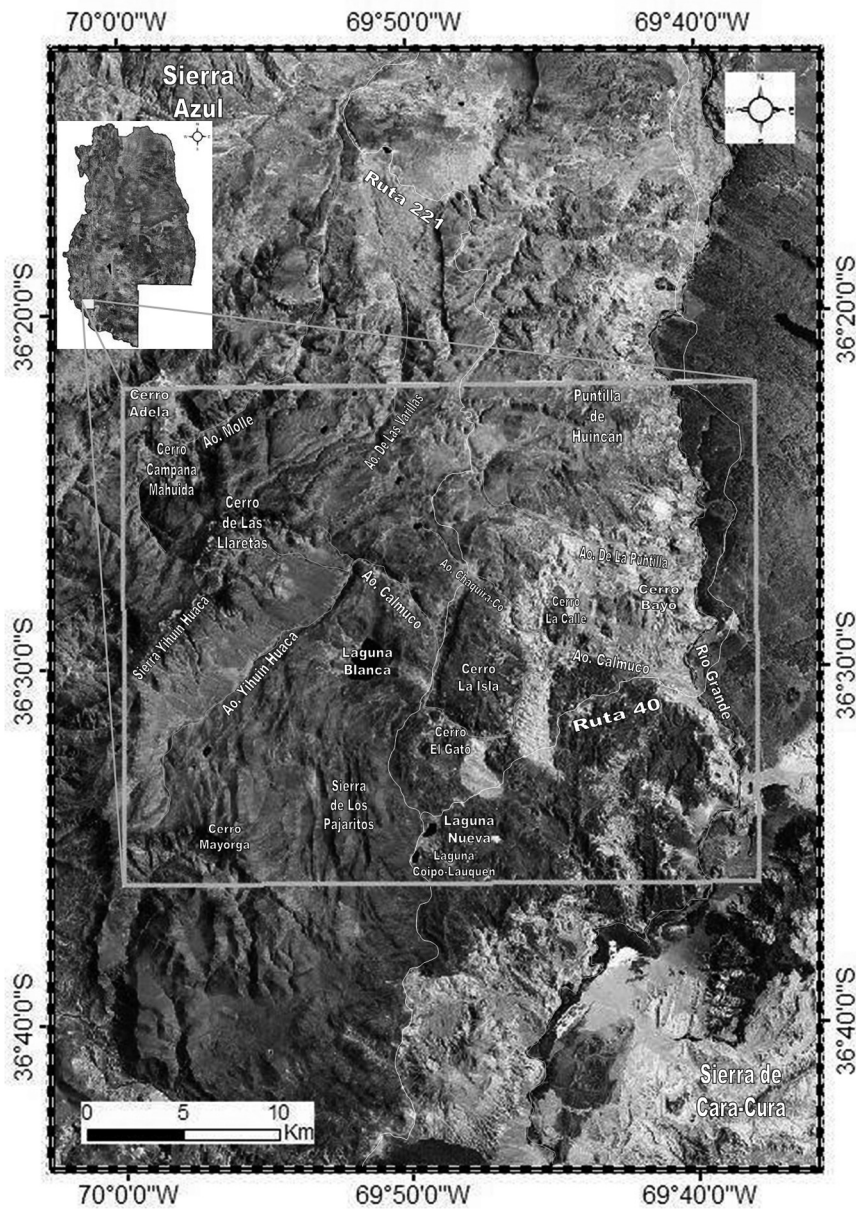 70°0'0"W
69°50'0"W
69°40'0"W
Sierra
Azul
N
Ruta 221
36°20'0"S
36°20'0"S
Cerro
Adela
Ao. Molle
Ao. De Las Varillas
Puntilla
de
Huincan
Cerro
Campana
Mahuida
Cerro
de Las
Llaretas
Ao. De La Puntilla
Ao. Chaquira-Co
Ao. Calmuco
Cerro
La Calle
Cerro
Bayo
Sierra Yihuin Huaca
Ao. Yihuin Huaca
Laguna
Blanca
Cerro
La Isla
Ao. Calmuco
Rio Grande
36°30'0"S
36°30'0"S
Ruta 40
Cerro
El Gato
Sierra
de Los
Pajaritos
Cerro
Mayorga
Laguna
Nueva
Laguna
Coipo-Lauquen
36°40'0"S
36°40'0"S
Sierra de
Cara-Cura
0 5 10
Km
70°0'0"W
69°50'0"W
69°40'0"W